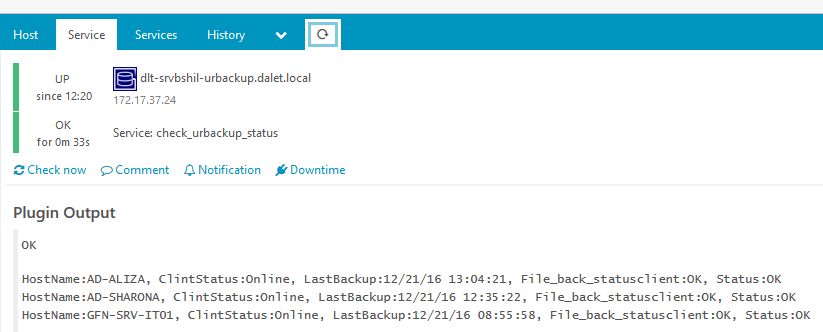 Host Service Services History
UP
since 12:20
dlt-srvbshil-urbackup.dalet.local
172.17.37.24
OK
for 0m 33s
Service: check_urbackup_status
Check now Comment Notification Downtime
Plugin Output
OK
HostName:AD-ALIZA, ClintStatus:Online, LastBackup:12/21/16 13:04:21, File_back_statusclient:OK, Status:OK
HostName:AD-SHARONA, ClintStatus:Online, LastBackup:12/21/16 12:35:22, File_back_statusclient:OK, Status:OK
HostName:GFN-SRV-IT01, ClintStatus:Online, LastBackup:12/21/16 08:55:58, File_back_statusclient:OK, Status:OK